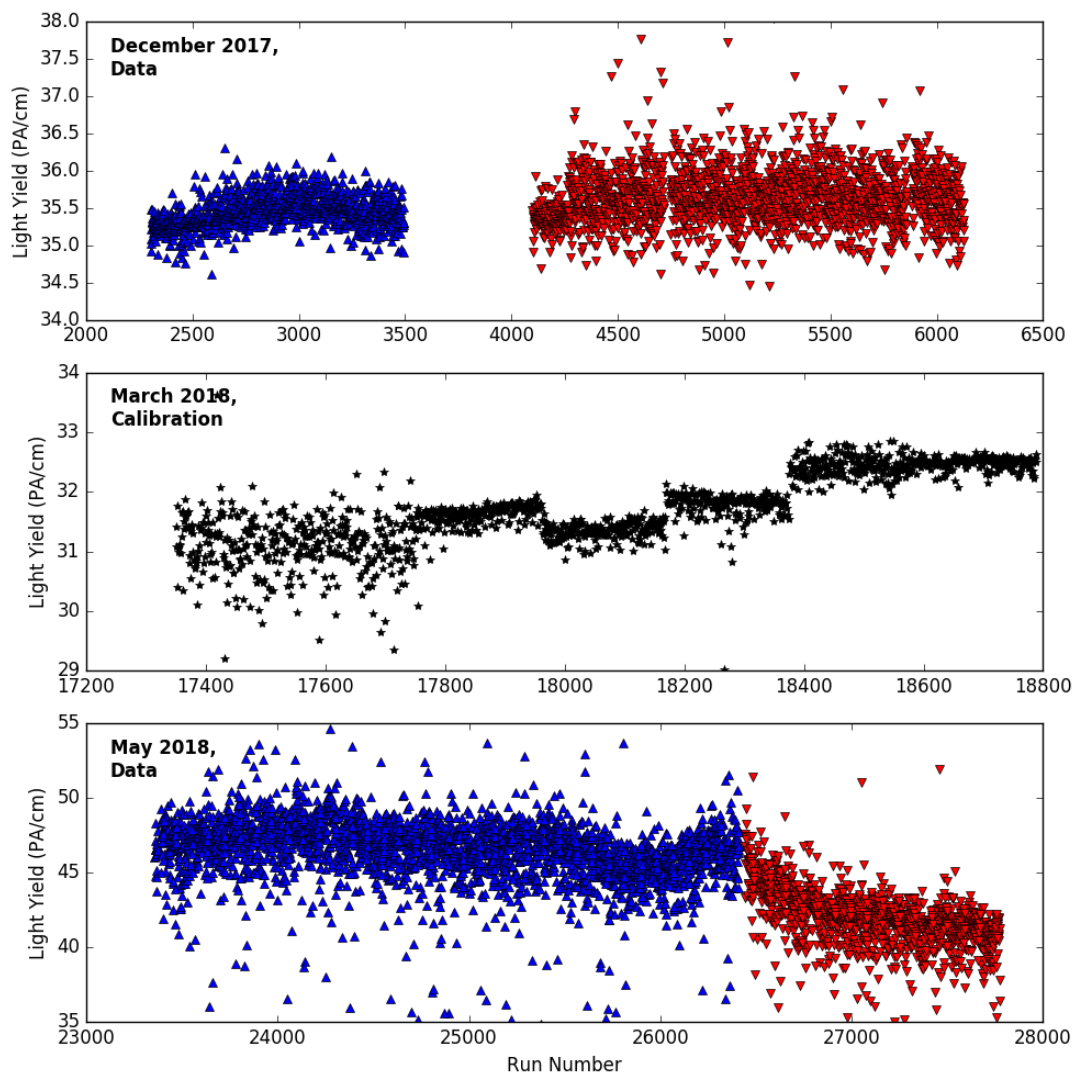 38.0
37.5
37.0
36.5
36.0
35.5
35.0
34.5
34.0
Light Yield (PA/cm)
December 2017,
Data
2000 2500 3000 3500 4000 4500 5000 5500 6000 6500
34
33
32
31
30
29
Light Yield (PA/cm)
March 2018,
Calibration
17200 17400 17600 17800 18000 18200 18400 18600 18800
55
50
45
40
35
Light Yield (PA/cm)
May 2018,
Data
23000 24000 25000 26000 27000 28000
Run Number